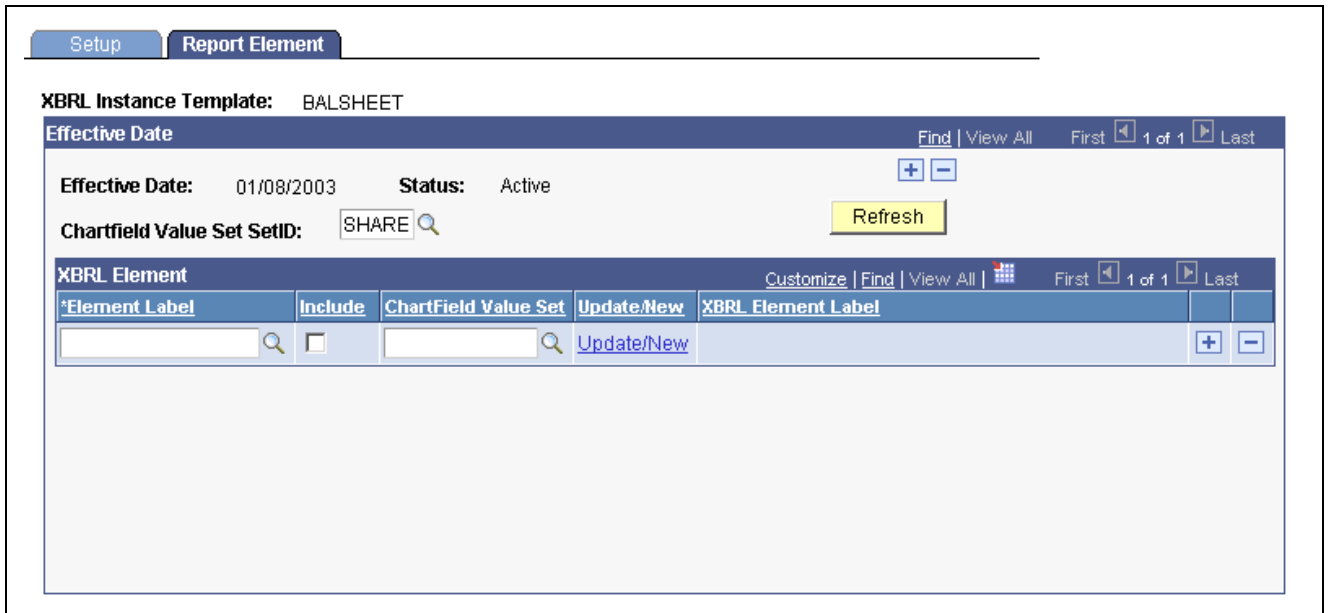 Setup Report Element
XBRL Instance Template: BALSHEET
Effective Date Find | View All First 1 of 1 Last
Effective Date: 01/08/2003 Status: Active
Refresh
Chartfield Value Set SetID: SHARE
XBRL Element Customize | Find | View All | First 1 of 1 Last
*Element Label Include ChartField Value Set Update/New XBRL Element Label
Update/New